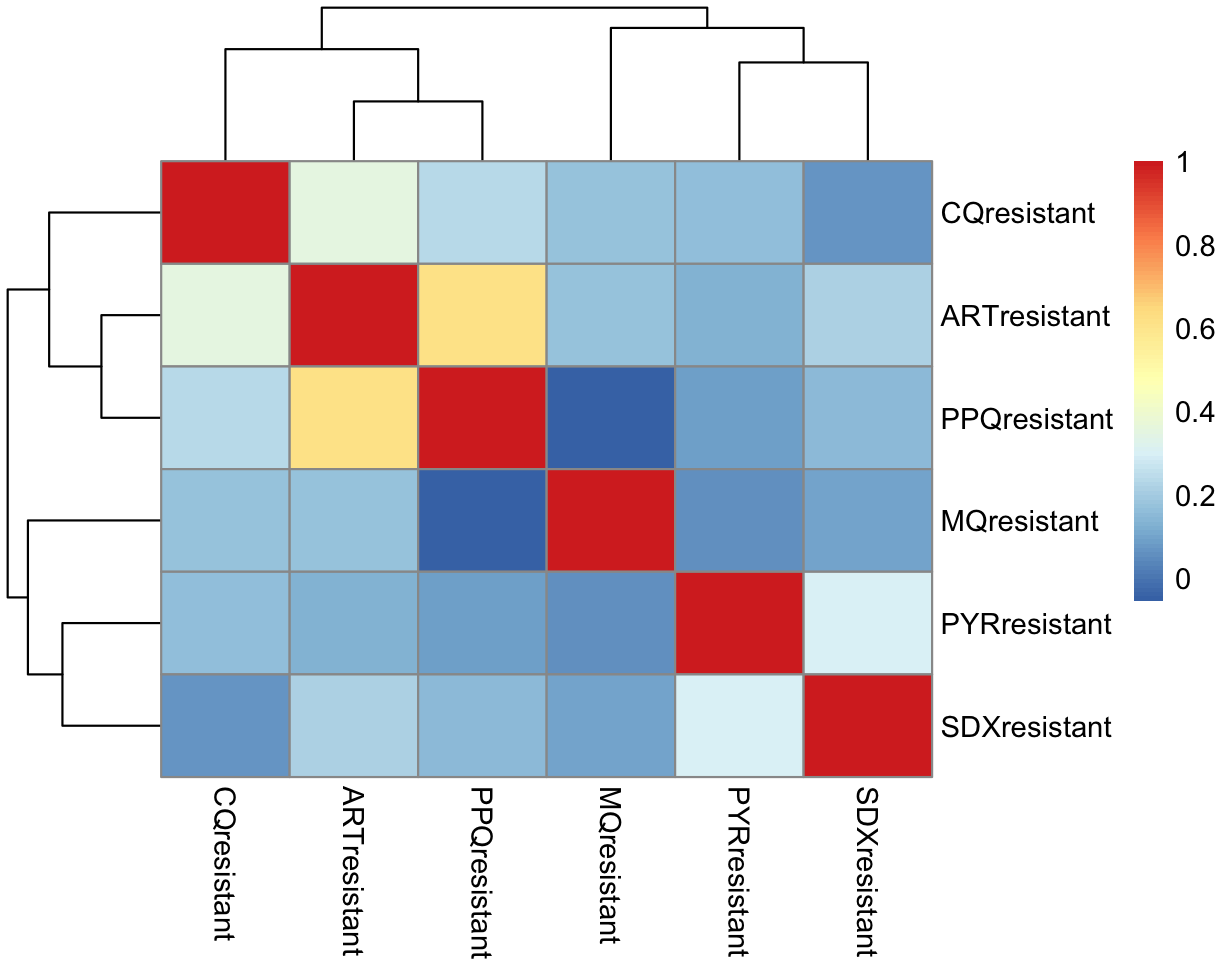 1
CQresistant
0.8
ARTresistant
0.6
PPQresistant
0.4
MQresistant
0.2
0
PYRresistant
SDXresistant
CQresistant
ARTresistant
PPQresistant
MQresistant
PYRresistant
SDXresistant